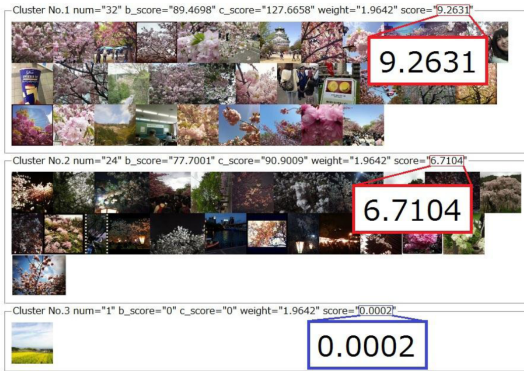 Cluster No.1 num="32" b_score="89.4698" c_score="127.6658" weight="1.9642" score="9.2631"
9.2631
Cluster No.2 num="24" b_score="77.7001" c_score="90.9009" weight="1.9642" score="6.7104"
6.7104
Cluster No.3 num="1" b_score="0" c_score="0" weight="1.9642" score="0.0002"
0.0002